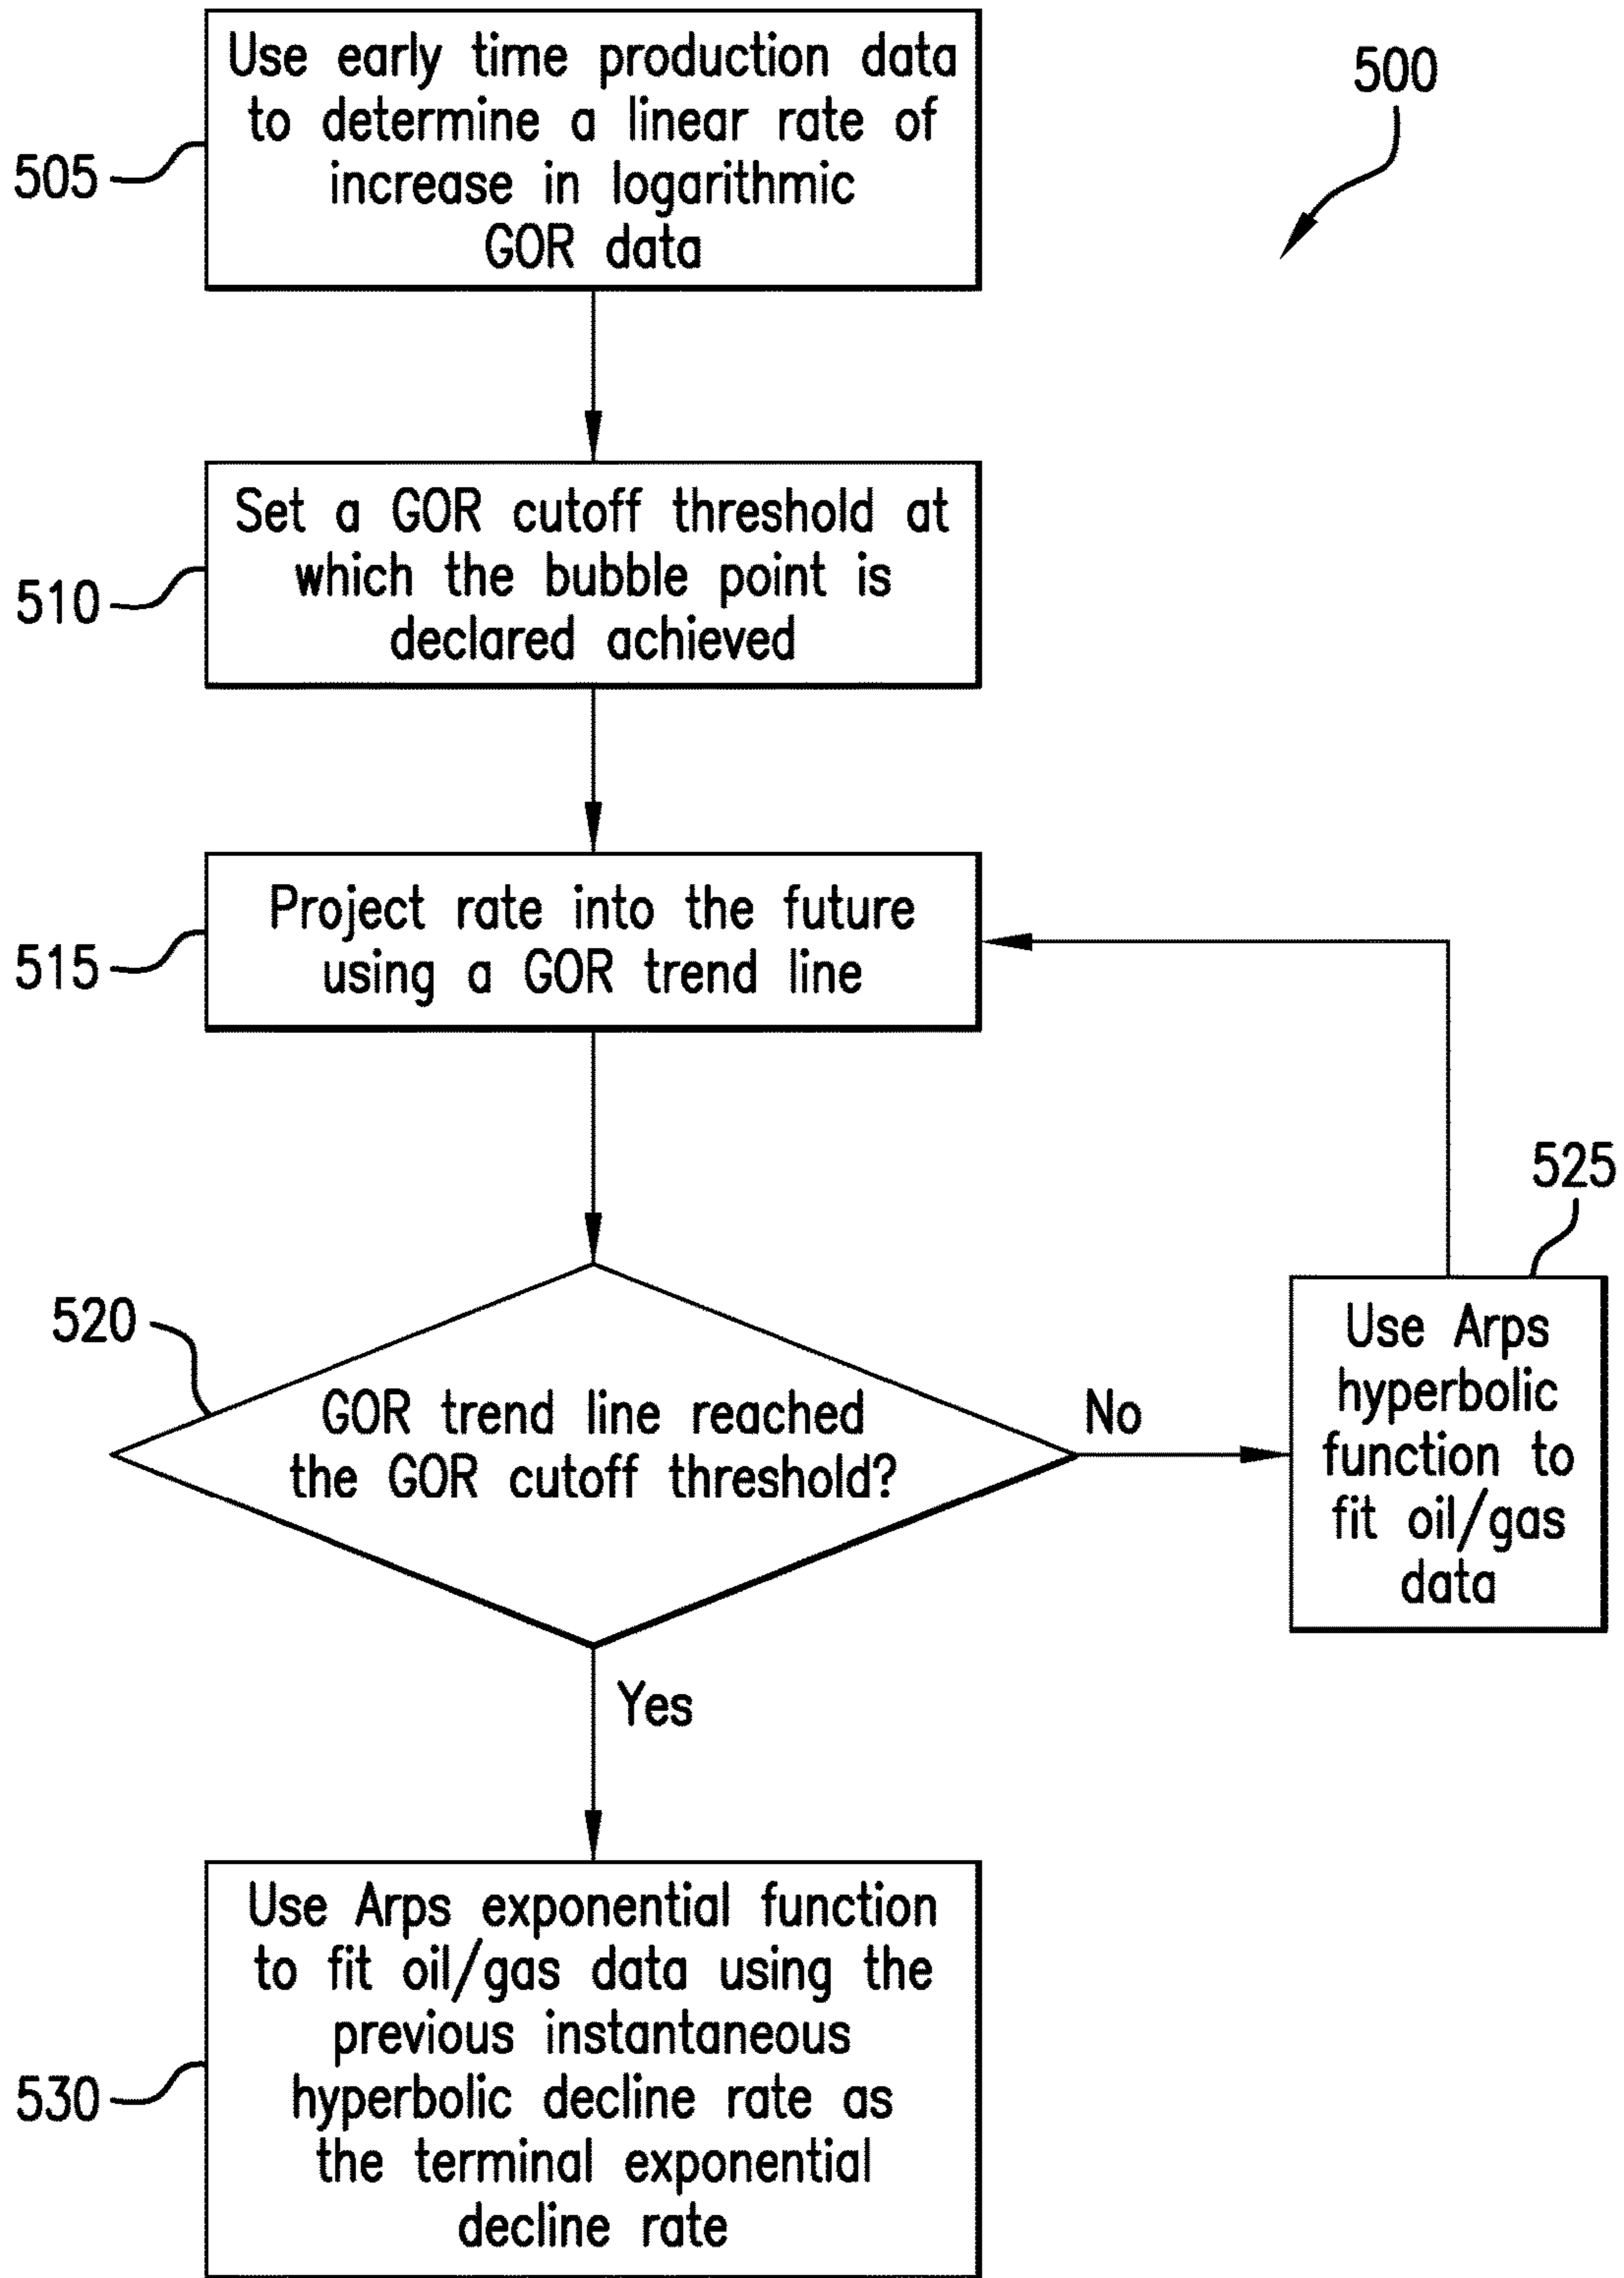 Use early time production data
to determine a linear rate of
increase in logarithmic
GOR data
500
505
Set a GOR cutoff threshold at
which the bubble point is
declared achieved
510
Project rate into the future
using a GOR trend line
515
525
520
GOR trend line reached
the GOR cutoff threshold?
No
Use Arps
hyperbolic
function to
fit oil/gas
data
Yes
Use Arps exponential function
to fit oil/gas data using the
previous instantaneous
hyperbolic decline rate as
the terminal exponential
decline rate
530